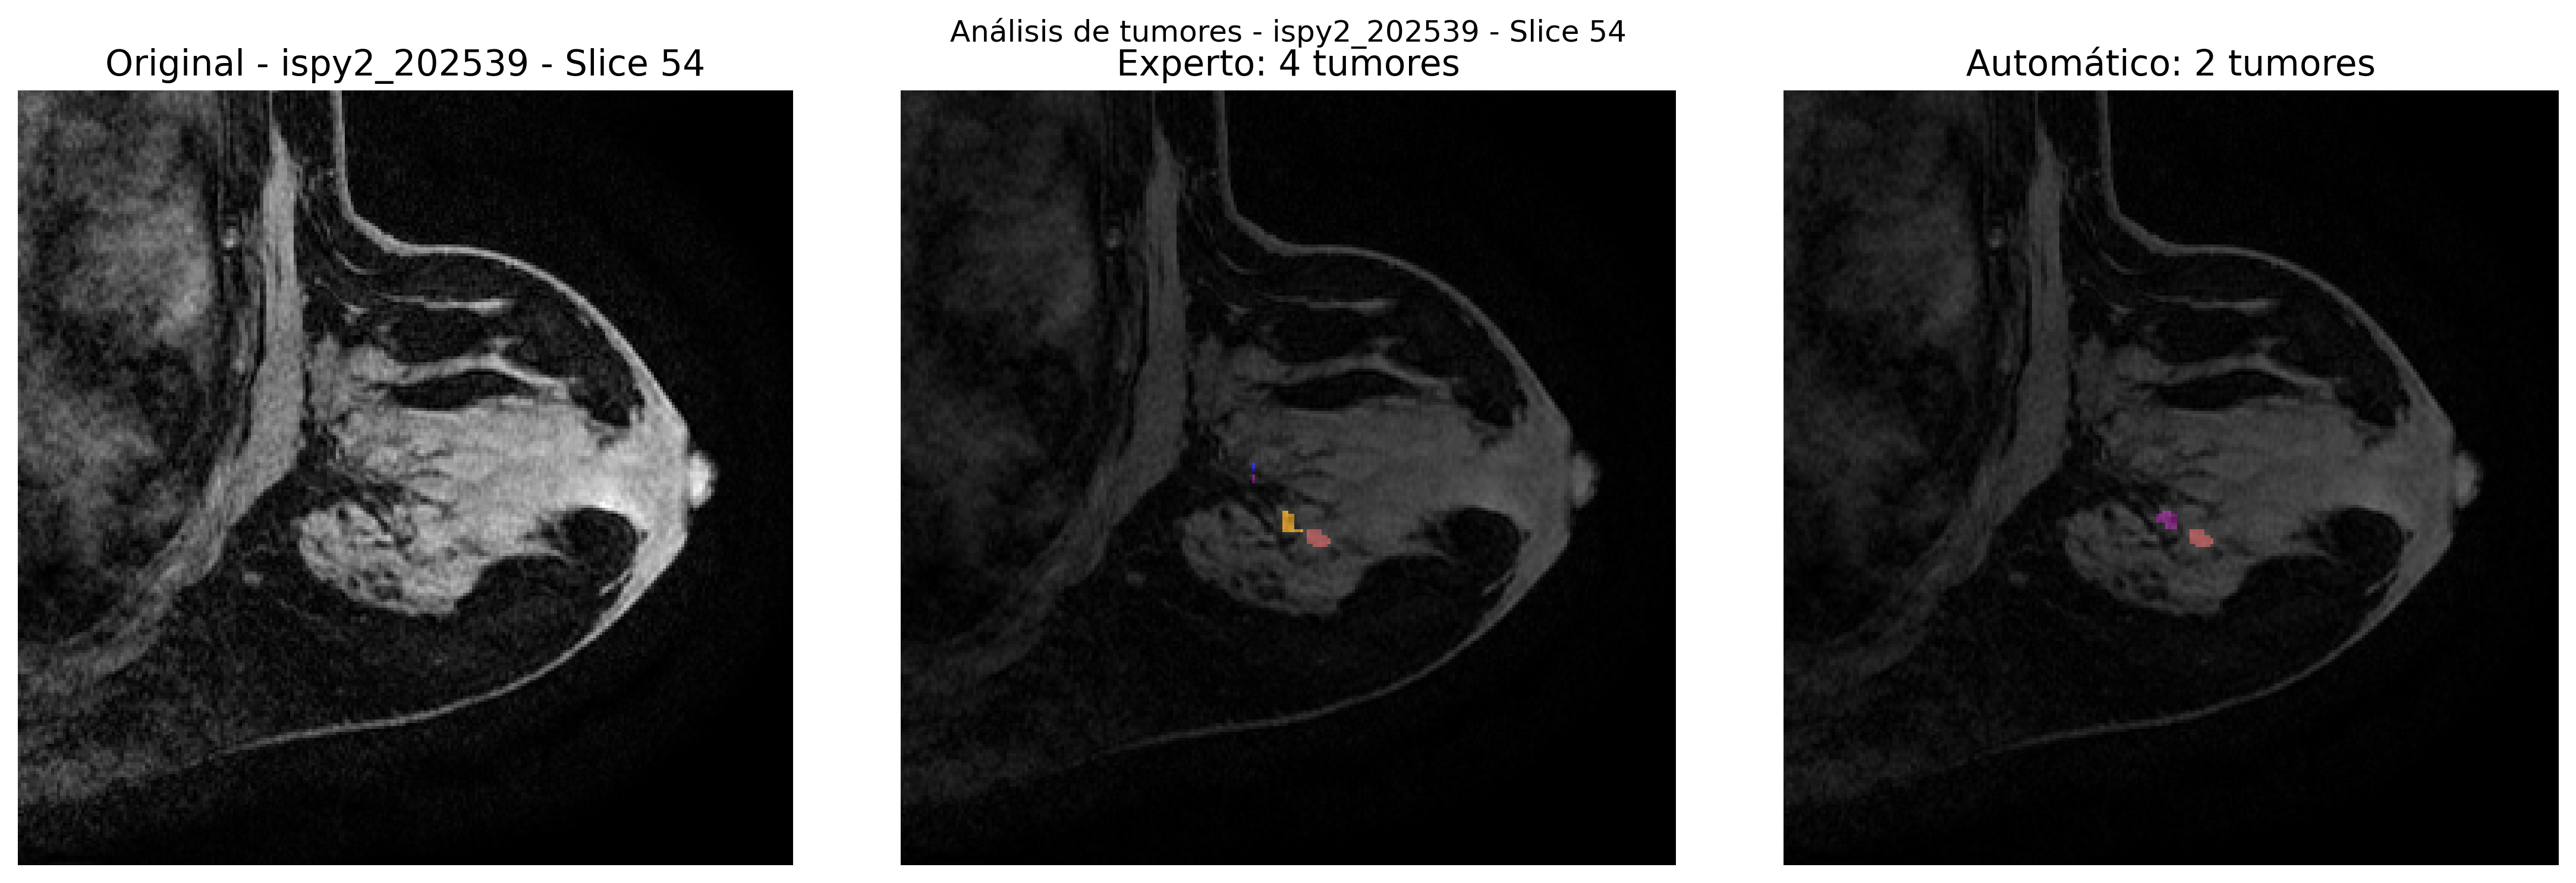 Análisis de tumores - ispy2_202539 - Slice 54
Original - ispy2_202539 - Slice 54
Experto: 4 tumores
Automático: 2 tumores